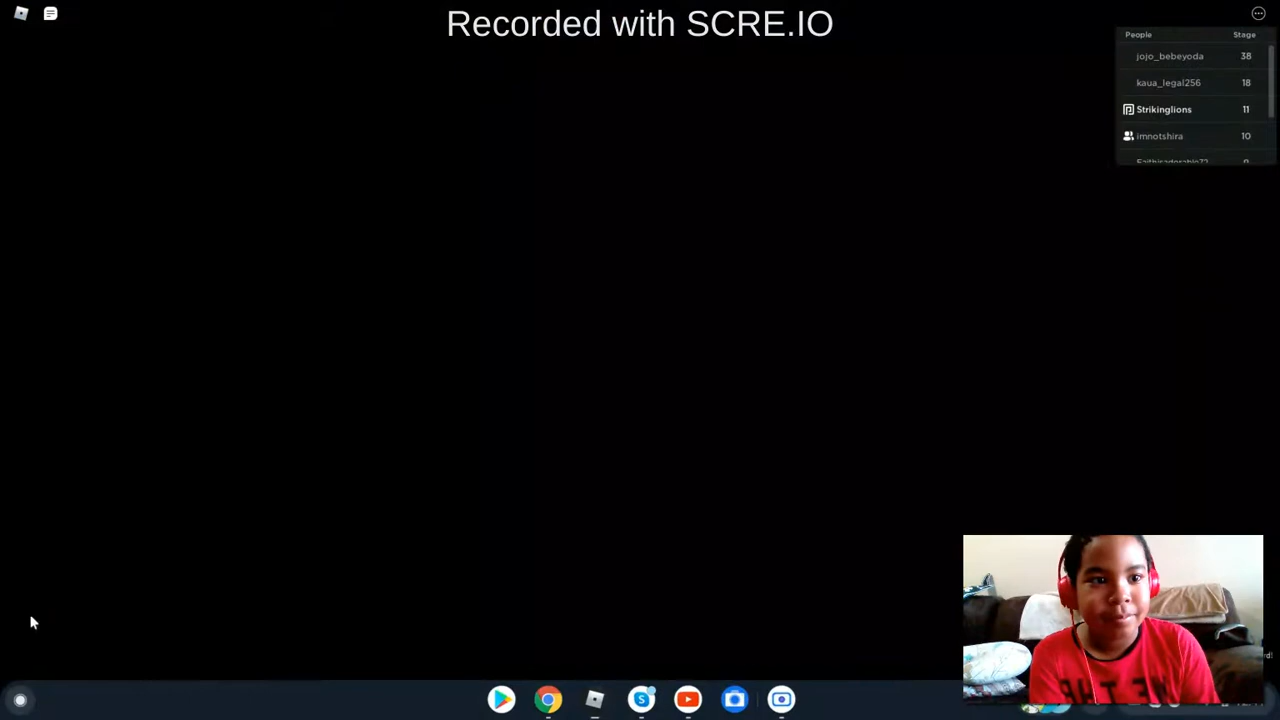 Recorded with SCRE.IO
People Stage
jojo_bebeyoda 38
kaua_legal256 18
Strikinglions 11
imnotshira 10